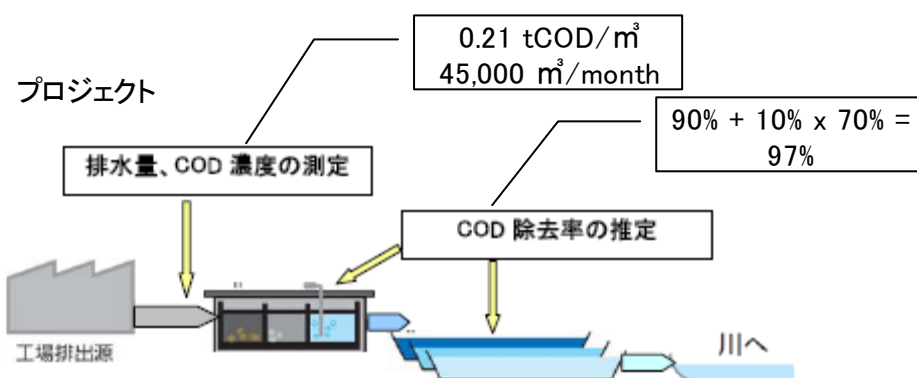 0.21 tCOD/㎥
45,000 ㎥/month
プロジェクト
90% + 10% x 70% =
97%
排水量、COD 濃度の測定
COD 除去率の推定
工場排出源
川へ